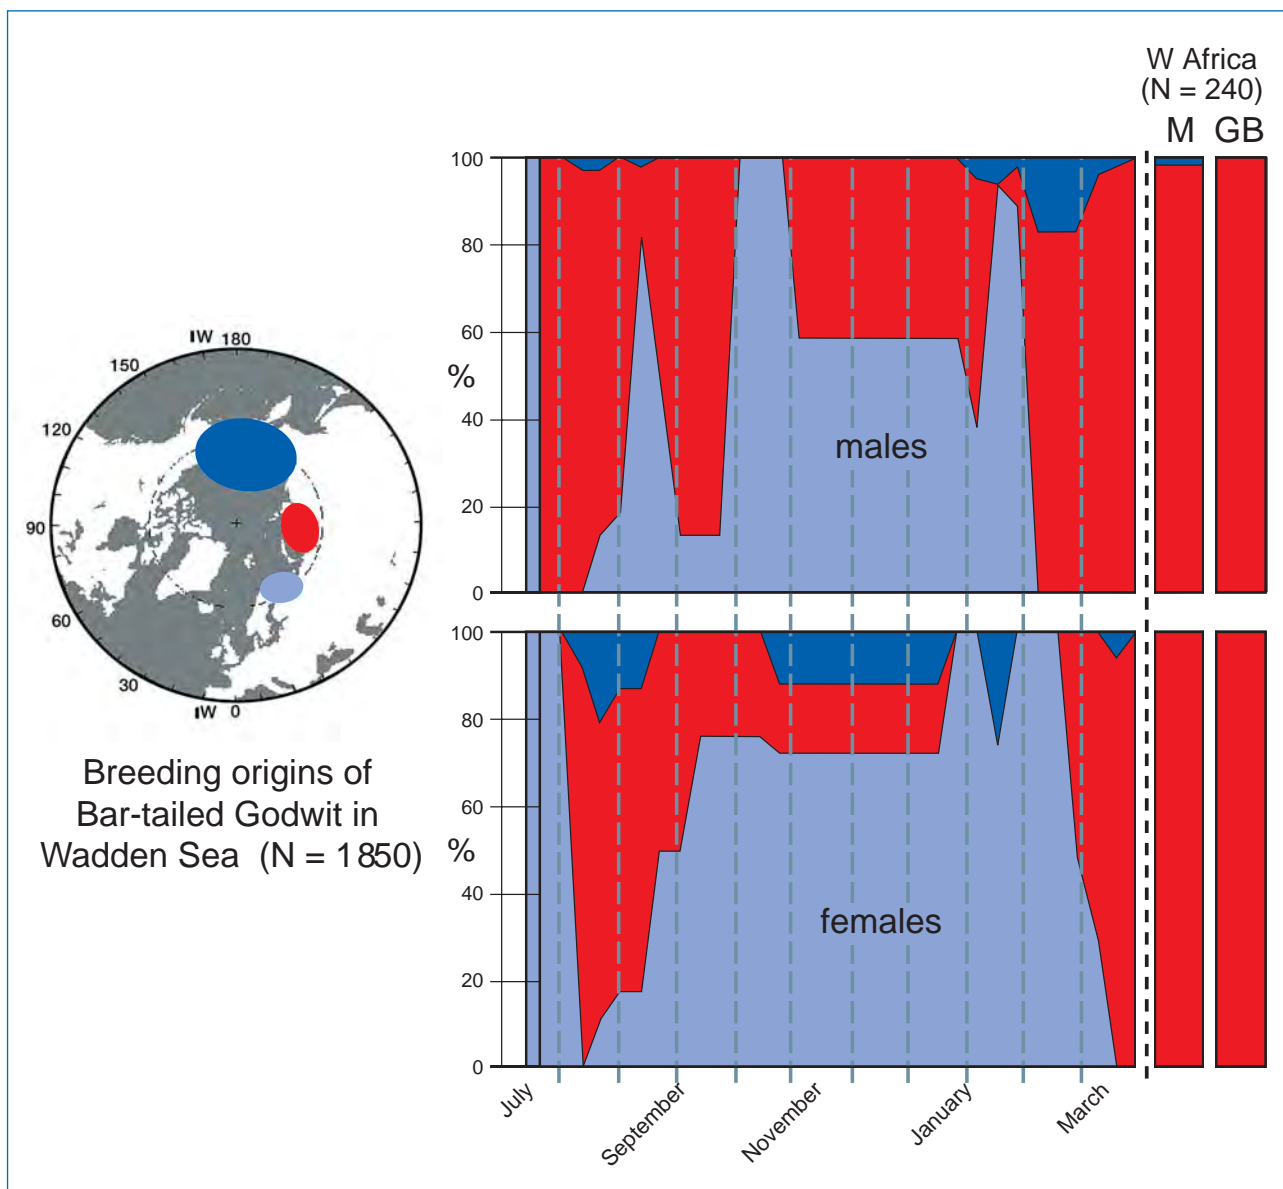 W Africa
(N = 240)
M GB
100
80
60
%
40
20
0
males
IW 180
150
120
90
60
30
IW 0
Breeding origins of
Bar-tailed Godwit in
Wadden Sea (N = 1850)
100
80
60
%
40
20
0
females
July
September
November
January
March